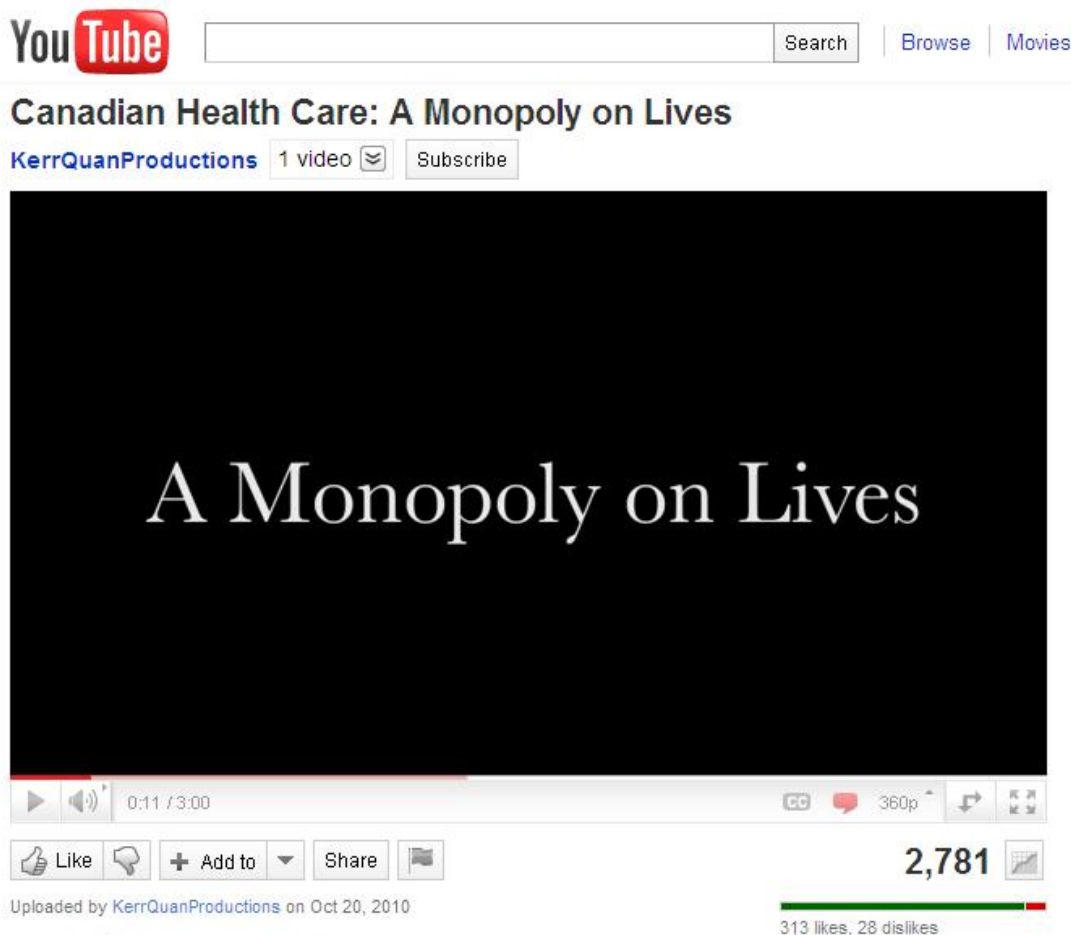 You Tube Search Browse Movies
Canadian Health Care: A Monopoly on Lives
KerrQuanProductions 1 video Subscribe
A Monopoly on Lives
0:11 / 3:00 CC 360p
Like Add to Share 2,781
Uploaded by KerrQuanProductions on Oct 20, 2010
313 likes, 28 dislikes